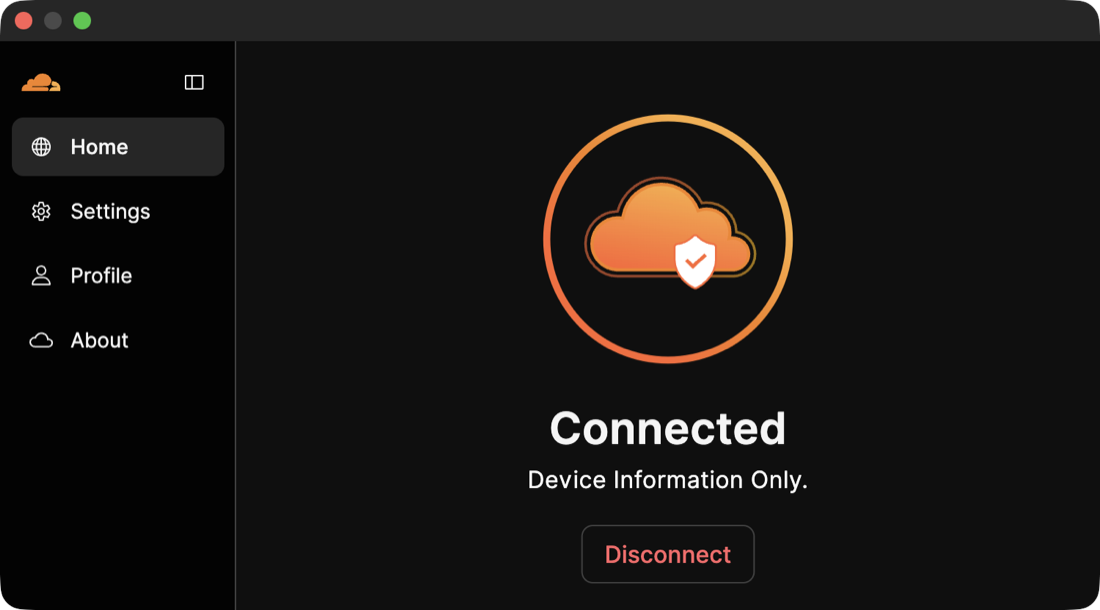 Home
Settings
Profile
About
Connected
Device Information Only.
Disconnect